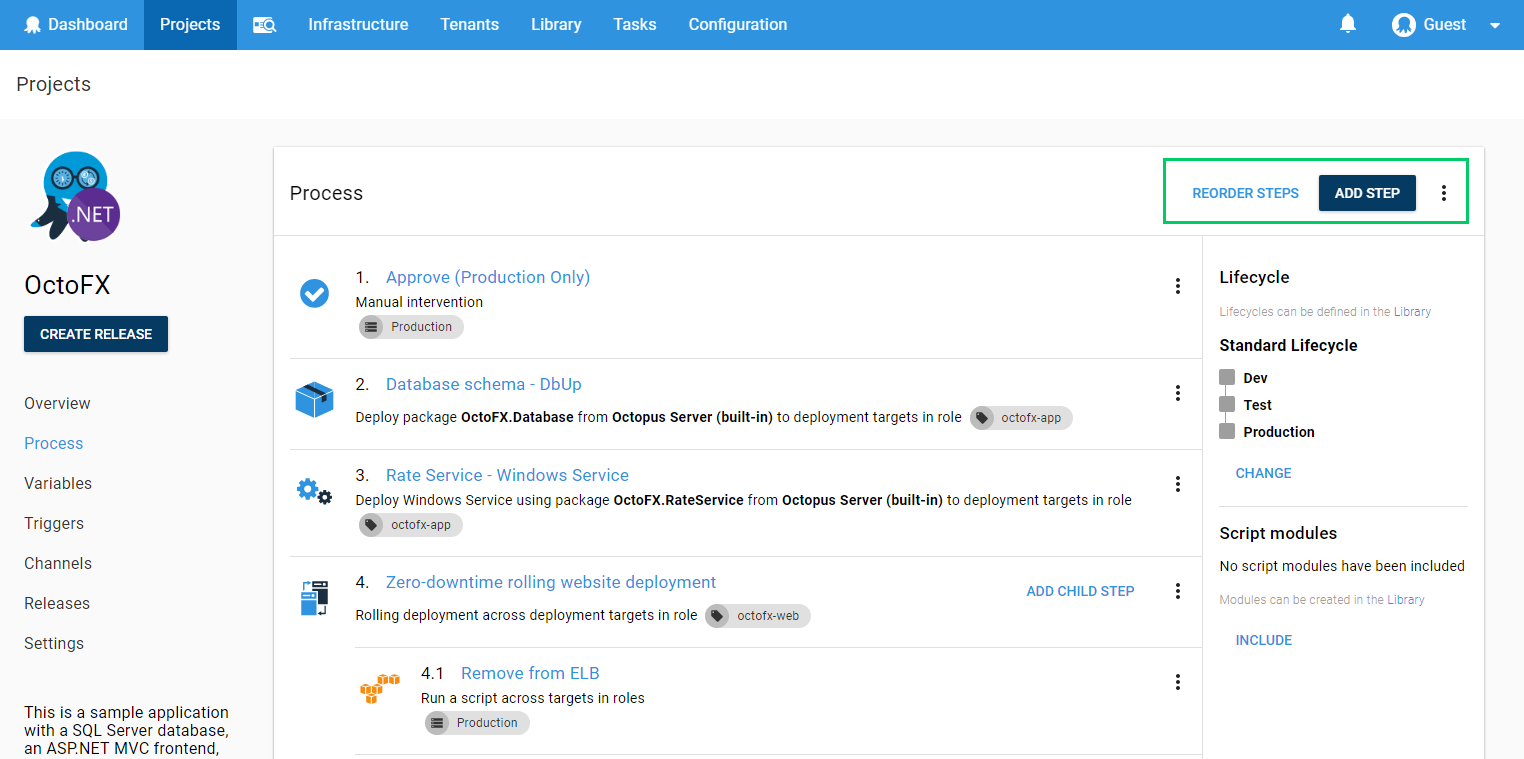 Dashboard Projects Infrastructure Tenants Library Tasks Configuration Guest
Projects
.NET
OctoFX
CREATE RELEASE
Overview
Process
Variables
Triggers
Channels
Releases
Settings
This is a sample application
with a SQL Server database,
an ASP.NET MVC frontend,
Process
REORDER STEPS ADD STEP
1. Approve (Production Only)
Manual intervention
Production
2. Database schema - DbUp
Deploy package OctoFX.Database from Octopus Server (built-in) to deployment targets in role octofx-app
3. Rate Service - Windows Service
Deploy Windows Service using package OctoFX.RateService from Octopus Server (built-in) to deployment targets in role
octofx-app
4. Zero-downtime rolling website deployment
ADD CHILD STEP
Rolling deployment across deployment targets in role octofx-web
4.1 Remove from ELB
Run a script across targets in roles
Production
Lifecycle
Lifecycles can be defined in the Library
Standard Lifecycle
Dev
Test
Production
CHANGE
Script modules
No script modules have been included
Modules can be created in the Library
INCLUDE